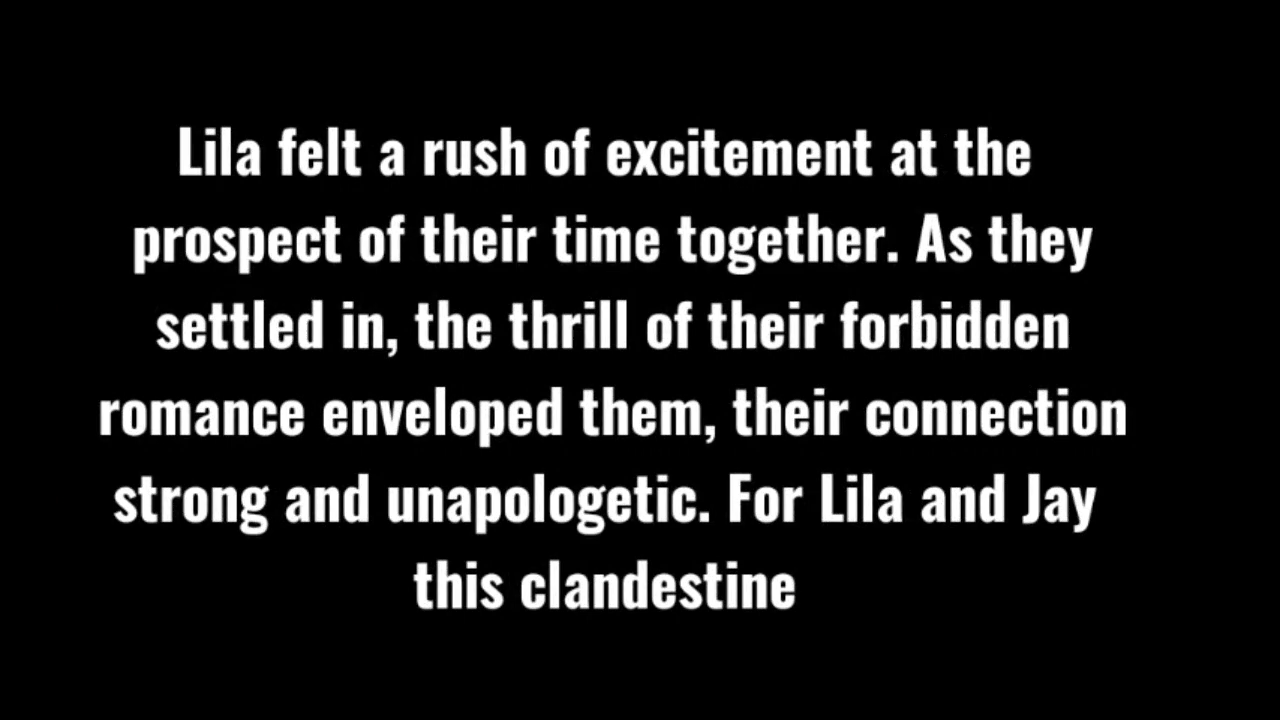 Lila felt a rush of excitement at the
prospect of their time together. As they
settled in, the thrill of their forbidden
romance enveloped them, their connection
strong and unapologetic. For Lila and Jay
this clandestine